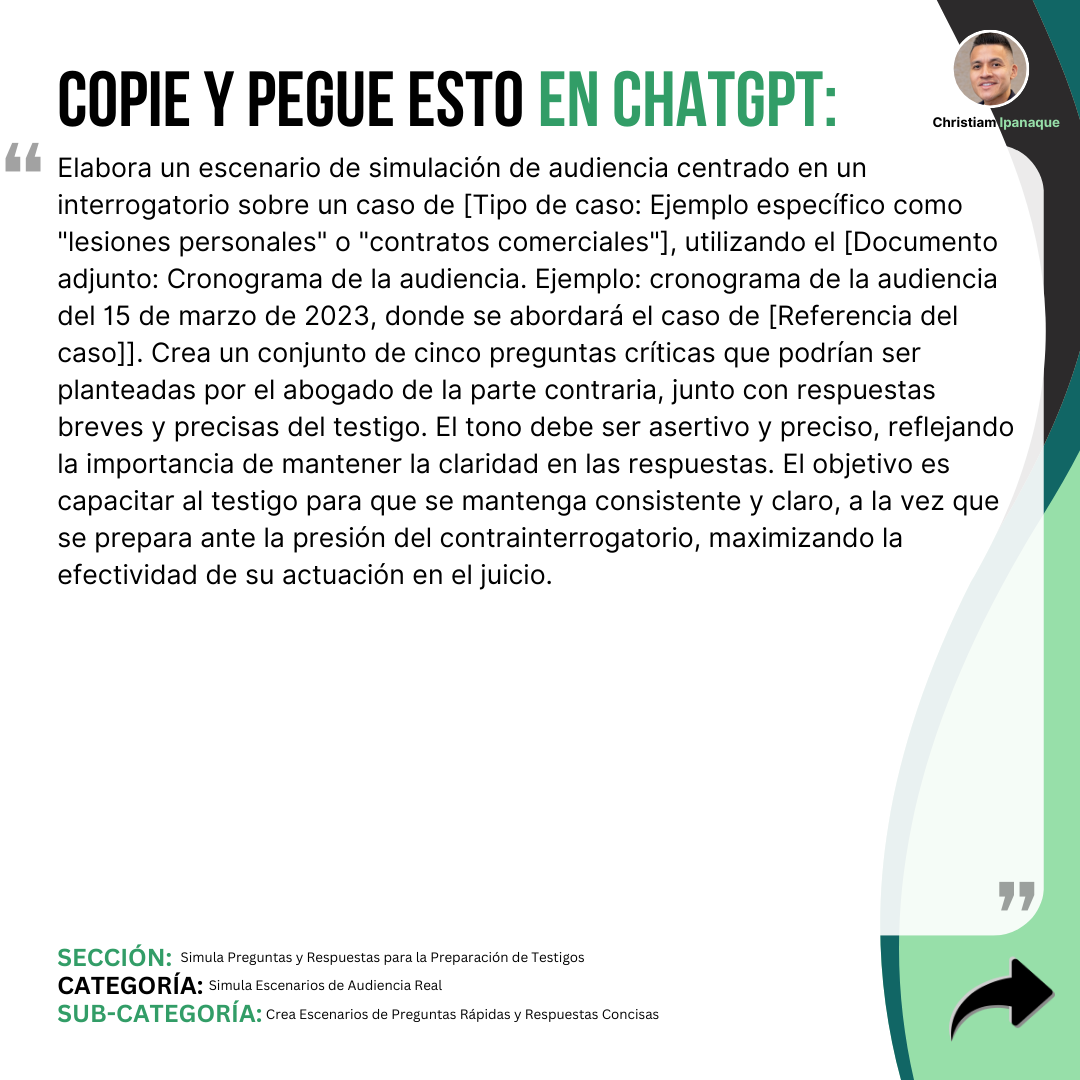 COPIE Y PEGUE ESTO EN CHATGPT:
Christiam Ipanaque
“
Elabora un escenario de simulación de audiencia centrado en un
interrogatorio sobre un caso de [Tipo de caso: Ejemplo específico como
"lesiones personales" o "contratos comerciales"], utilizando el [Documento
adjunto: Cronograma de la audiencia. Ejemplo: cronograma de la audiencia
del 15 de marzo de 2023, donde se abordará el caso de [Referencia del
caso]]. Crea un conjunto de cinco preguntas críticas que podrían ser
planteadas por el abogado de la parte contraria, junto con respuestas
breves y precisas del testigo. El tono debe ser asertivo y preciso, reflejando
la importancia de mantener la claridad en las respuestas. El objetivo es
capacitar al testigo para que se mantenga consistente y claro, a la vez que
se prepara ante la presión del contrainterrogatorio, maximizando la
efectividad de su actuación en el juicio.
”
SECCIÓN: Simula Preguntas y Respuestas para la Preparación de Testigos
CATEGORÍA: Simula Escenarios de Audiencia Real
SUB-CATEGORÍA: Crea Escenarios de Preguntas Rápidas y Respuestas Concisas